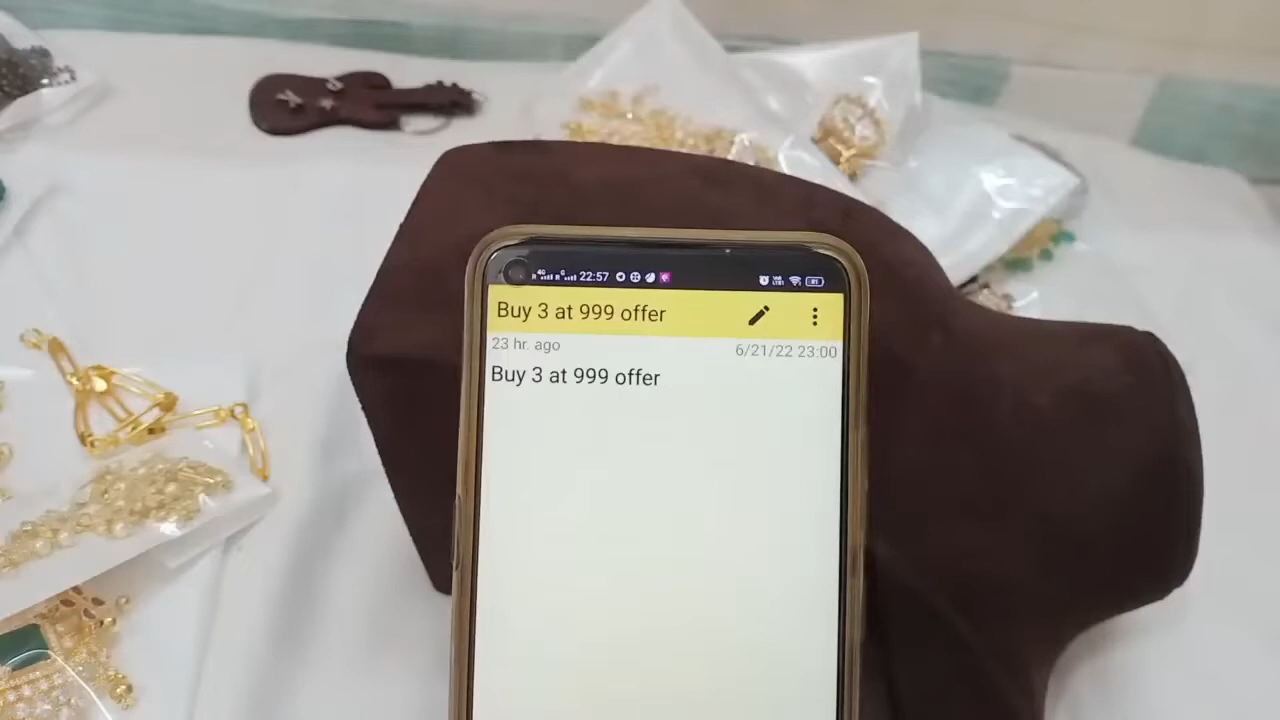 22:57
Buy 3 at 999 offer
23 hr. ago
6/21/22 23:00
Buy 3 at 999 offer